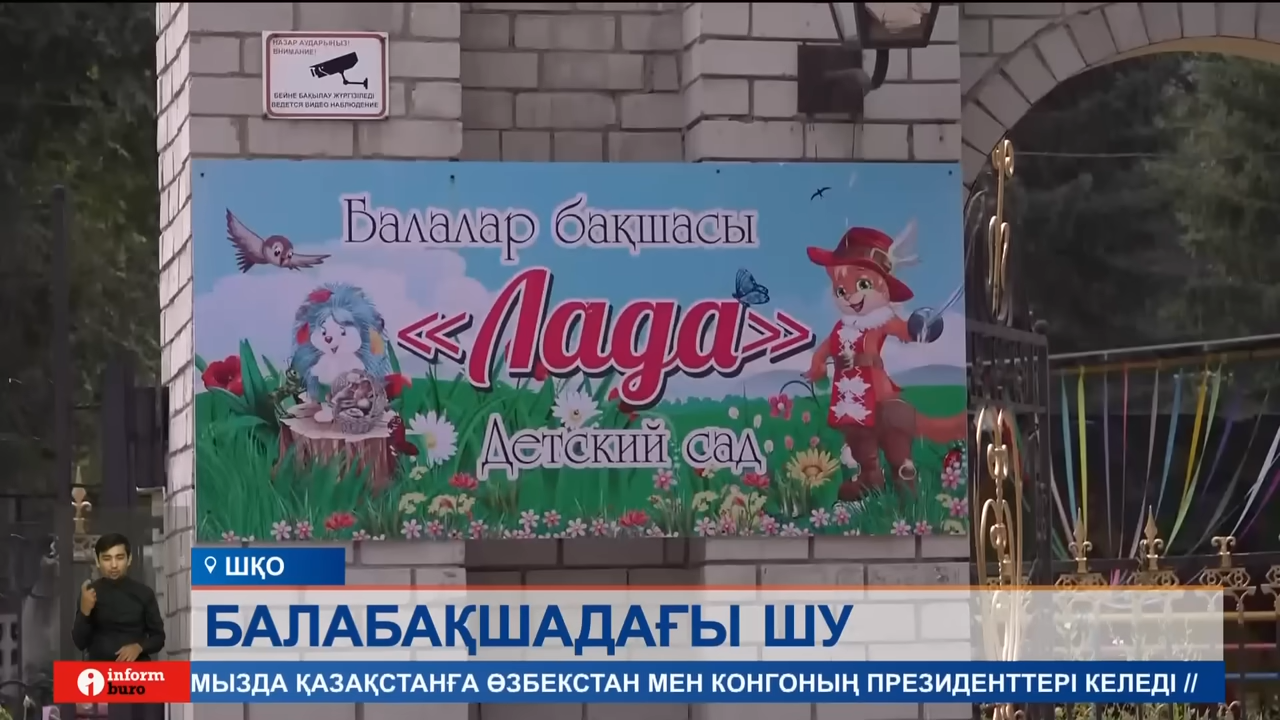 НАЗАР АУДАРЫҢЫЗ!
ВНИМАНИЕ!
БЕЙНЕ БАҚЫЛАУ ЖҮРГІЗІЛЕДІ
ВЕДЕТСЯ ВИДЕО НАБЛЮДЕНИЕ
Балалар бақшасы
«Лада»
Детский сад
ШҚО
БАЛАБАҚШАДАҒЫ ШУ
inform
buro
МЫЗДА ҚАЗАҚСТАНҒА ӨЗБЕКСТАН МЕН КОНГОНЫҢ ПРЕЗИДЕНТТЕРІ КЕЛЕДІ //